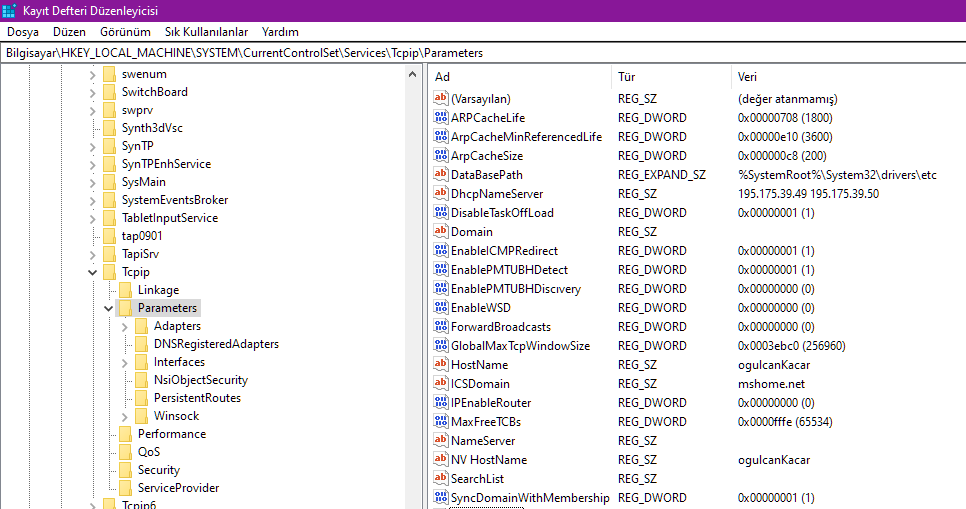 Kayıt Defteri Düzenleyicisi
Dosya Düzen Görünüm Sık Kullanılanlar Yardım
Bilgisayar\HKEY_LOCAL_MACHINE\SYSTEM\CurrentControlSet\Services\Tcpip\Parameters
swenum
SwitchBoard
swprv
Synth3dVsc
SynTP
SynTPEnhService
SysMain
SystemEventsBroker
TabletInputService
tap0901
TapiSrv
Tcpip
Linkage
Parameters
Adapters
DNSRegisteredAdapters
Interfaces
NsiObjectSecurity
PersistentRoutes
Winsock
Performance
QoS
Security
ServiceProvider
Tcpip6
Ad Tür Veri
(Varsayılan) REG_SZ (değer atanmamış)
ARPCacheLife REG_DWORD 0x00000708 (1800)
ArpCacheMinReferencedLife REG_DWORD 0x00000e10 (3600)
ArpCacheSize REG_DWORD 0x000000c8 (200)
DataBasePath REG_EXPAND_SZ %SystemRoot%\System32\drivers\etc
DhcpNameServer REG_SZ 195.175.39.49 195.175.39.50
DisableTaskOffLoad REG_DWORD 0x00000001 (1)
Domain REG_SZ
EnableICMPRedirect REG_DWORD 0x00000001 (1)
EnablePMTUBHDetect REG_DWORD 0x00000001 (1)
EnablePMTUBHDiscıvery REG_DWORD 0x00000000 (0)
EnableWSD REG_DWORD 0x00000000 (0)
ForwardBroadcasts REG_DWORD 0x00000000 (0)
GlobalMaxTcpWindowSize REG_DWORD 0x0003ebc0 (256960)
HostName REG_SZ ogulcanKacar
ICSDomain REG_SZ mshome.net
IPEnableRouter REG_DWORD 0x00000000 (0)
MaxFreeTCBs REG_DWORD 0x0000fffe (65534)
NameServer REG_SZ
NV HostName REG_SZ ogulcanKacar
SearchList REG_SZ
SyncDomainWithMembership REG_DWORD 0x00000001 (1)